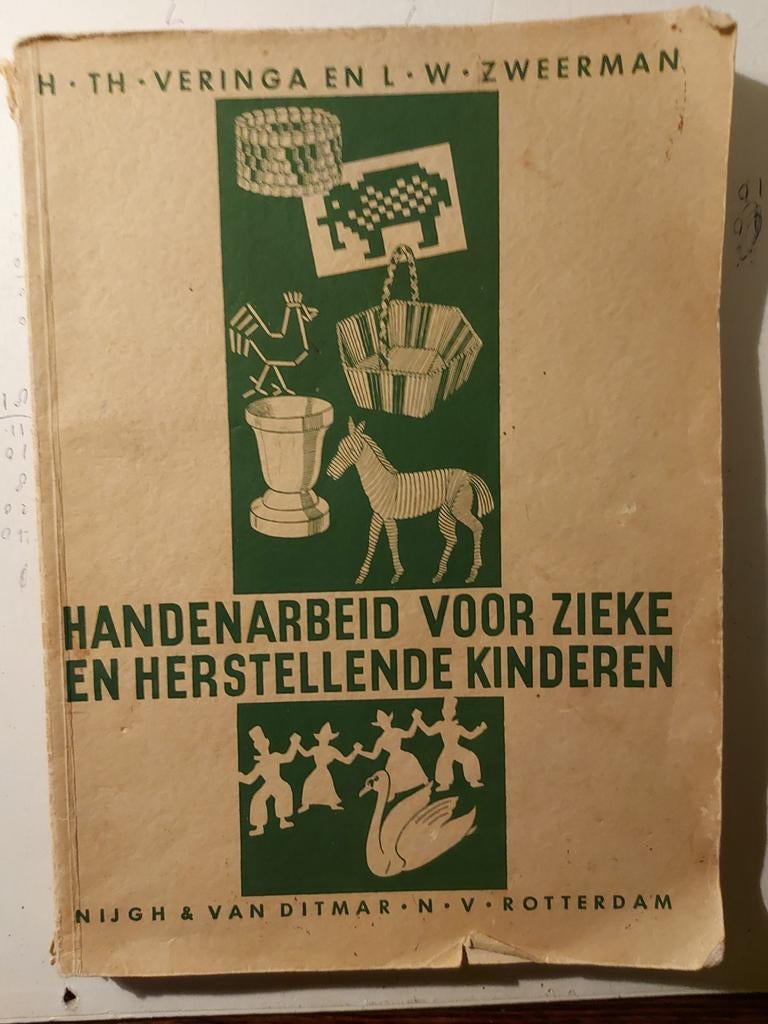 H · TH · VERINGA EN L · W · ZWEERMAN
HANDENARBEID VOOR ZIEKE
EN HERSTELLENDE KINDEREN
NIJGH & VAN DITMAR · N · V · ROTTERDAM